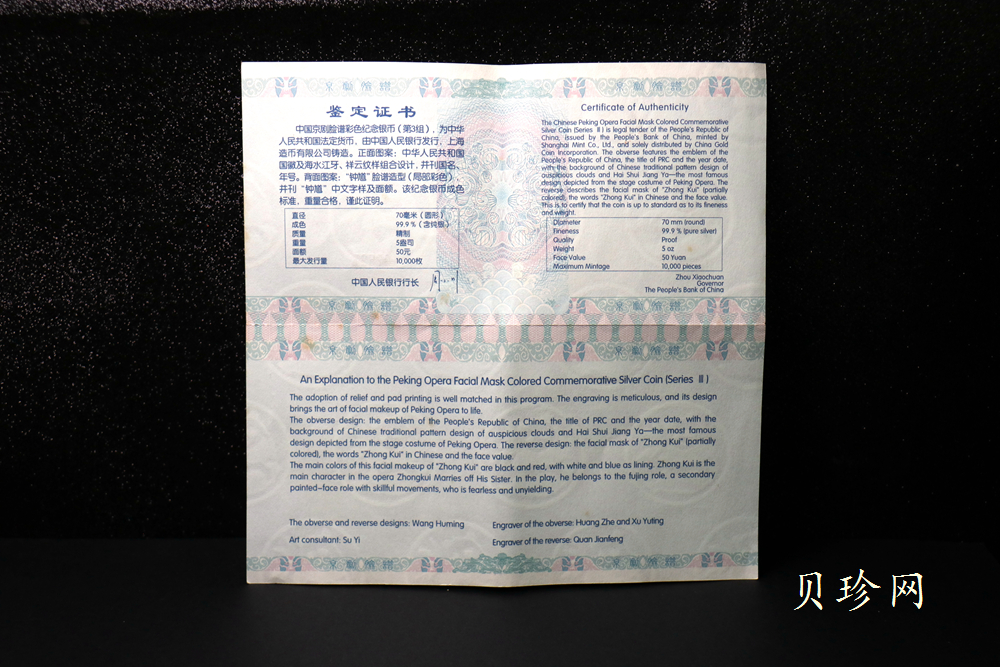 鉴定证书
中国京剧脸谱彩色纪念银币（第3组），为中华
人民共和国法定货币，由中国人民银行发行，上海
造币有限公司铸造。正面图案：中华人民共和国
国徽及海水江牙、祥云纹样组合设计，并刊国名、
年号。背面图案：“钟馗”脸谱造型（局部彩色），
并刊“钟馗”中文字样及面额。该纪念银币成色
标准，重量合格，谨此证明。
直径 70毫米（圆形）
成色 99.9%（含纯银）
质量 精制
重量 5盎司
面额 50元
最大发行量 10,000枚
中国人民银行行长
Certificate of Authenticity
The Chinese Peking Opera Facial Mask Colored Commemorative
Silver Coin (Series Ⅲ) is legal tender of the People's Republic of
China, issued by the People's Bank of China, minted by
Shanghai Mint Co., Ltd., and solely distributed by China Gold
Coin Incorporation. The obverse features the emblem of the
People's Republic of China, the title of PRC and the year date,
with the background of Chinese traditional pattern design of
auspicious clouds and Hai Shui Jiang Ya—the most famous
design depicted from the stage costume of Peking Opera. The
reverse describes the facial mask of "Zhong Kui" (partially
colored), the words "Zhong Kui" in Chinese and the face value.
This is to certify that the coin is up to standard as to its fineness
and weight.
Diameter 70 mm (round)
Fineness 99.9 % (pure silver)
Quality Proof
Weight 5 oz
Face Value 50 Yuan
Maximum Mintage 10,000 pieces
Zhou Xiaochuan
Governor
The People's Bank of China
An Explanation to the Peking Opera Facial Mask Colored Commemorative Silver Coin (Series Ⅲ)
The adoption of relief and pad printing is well matched in this program. The engraving is meticulous, and its design
brings the art of facial makeup of Peking Opera to life.
The obverse design: the emblem of the People's Republic of China, the title of PRC and the year date, with the
background of Chinese traditional pattern design of auspicious clouds and Hai Shui Jiang Ya—the most famous
design depicted from the stage costume of Peking Opera. The reverse design: the facial mask of "Zhong Kui" (partially
colored), the words "Zhong Kui" in Chinese and the face value.
The main colors of this facial makeup of "Zhong Kui" are black and red, with white and blue as lining. Zhong Kui is the
main character in the opera Zhongkui Marries off His Sister. In the play, he belongs to the fujing role, a secondary
painted-face role with skillful movements, who is fearless and unyielding.
The obverse and reverse designs: Wang Huming
Engraver of the obverse: Huang Zhe and Xu Yuting
Art consultant: Su Yi
Engraver of the reverse: Quan Jianfeng
贝珍网